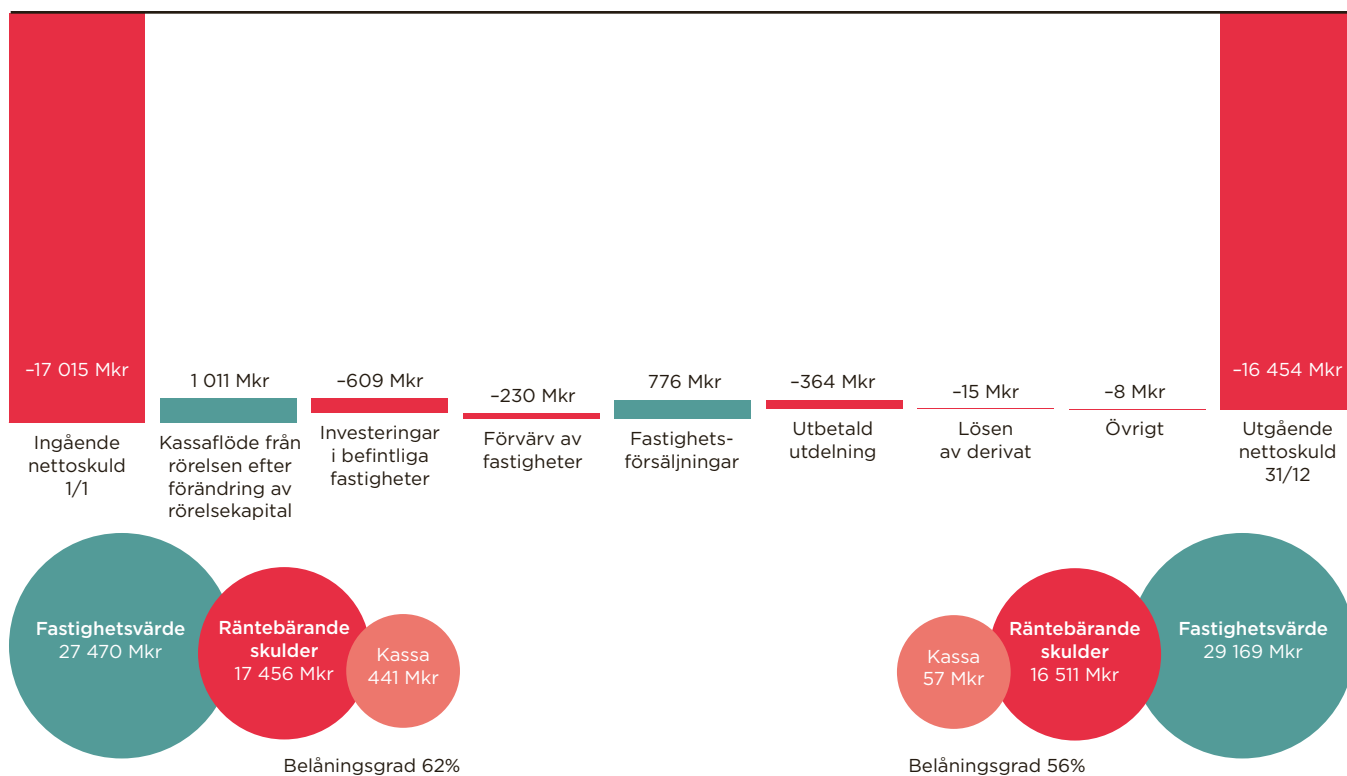 –17 015 Mkr
Ingående
nettoskuld
1/1
1 011 Mkr
Kassaflöde från
rörelsen efter
förändring av
rörelsekapital
–609 Mkr
Investeringar
i befintliga
fastigheter
–230 Mkr
Förvärv av
fastigheter
776 Mkr
Fastighets-
försäljningar
–364 Mkr
Utbetald
utdelning
–15 Mkr
Lösen
av derivat
–8 Mkr
Övrigt
–16 454 Mkr
Utgående
nettoskuld
31/12
Fastighetsvärde
27 470 Mkr
Räntebärande
skulder
17 456 Mkr
Kassa
441 Mkr
Belåningsgrad 62%
Kassa
57 Mkr
Räntebärande
skulder
16 511 Mkr
Fastighetsvärde
29 169 Mkr
Belåningsgrad 56%